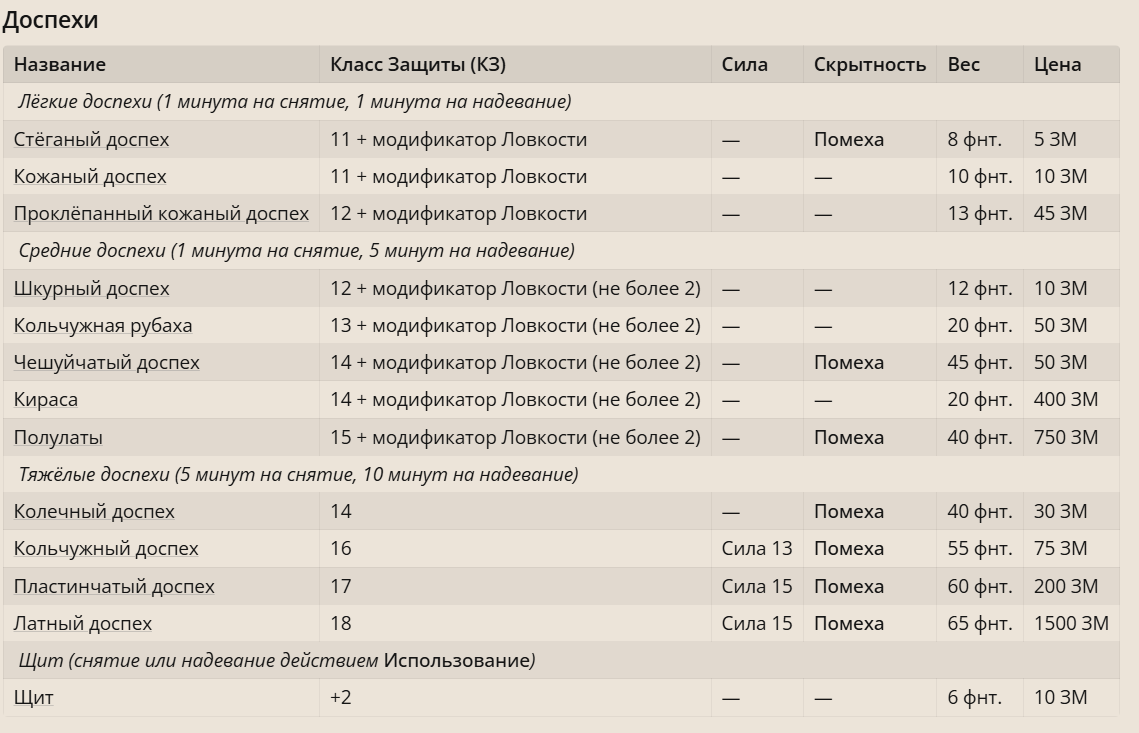 Доспехи
Название Класс Защиты (КЗ) Сила Скрытность Вес Цена
Лёгкие доспехи (1 минута на снятие, 1 минута на надевание)
Стёганый доспех 11 + модификатор Ловкости — Помеха 8 фнт. 5 ЗМ
Кожаный доспех 11 + модификатор Ловкости — — 10 фнт. 10 ЗМ
Проклёпанный кожаный доспех 12 + модификатор Ловкости — — 13 фнт. 45 ЗМ
Средние доспехи (1 минута на снятие, 5 минут на надевание)
Шкурный доспех 12 + модификатор Ловкости (не более 2) — — 12 фнт. 10 ЗМ
Кольчужная рубаха 13 + модификатор Ловкости (не более 2) — — 20 фнт. 50 ЗМ
Чешуйчатый доспех 14 + модификатор Ловкости (не более 2) — Помеха 45 фнт. 50 ЗМ
Кираса 14 + модификатор Ловкости (не более 2) — — 20 фнт. 400 ЗМ
Полулаты 15 + модификатор Ловкости (не более 2) — Помеха 40 фнт. 750 ЗМ
Тяжёлые доспехи (5 минут на снятие, 10 минут на надевание)
Колечный доспех 14 — Помеха 40 фнт. 30 ЗМ
Кольчужный доспех 16 Сила 13 Помеха 55 фнт. 75 ЗМ
Пластинчатый доспех 17 Сила 15 Помеха 60 фнт. 200 ЗМ
Латный доспех 18 Сила 15 Помеха 65 фнт. 1500 ЗМ
Щит (снятие или надевание действием Использование)
Щит +2 — — 6 фнт. 10 ЗМ